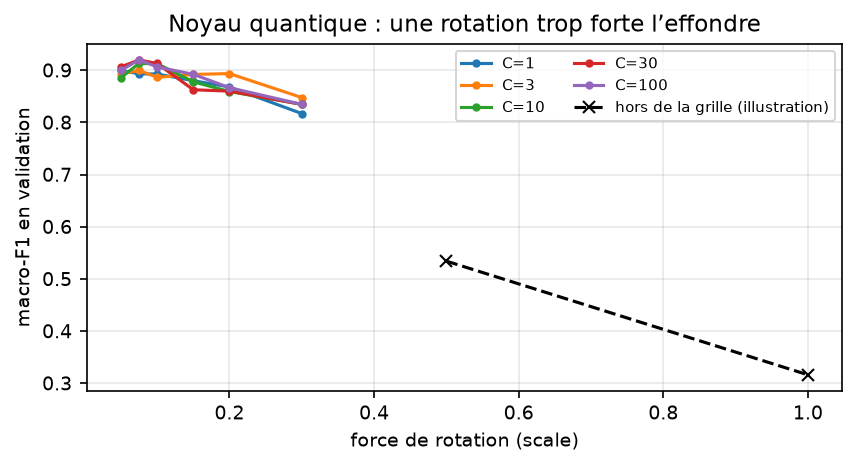 Noyau quantique : une rotation trop forte l’effondre
macro-F1 en validation
0.9
0.8
0.7
0.6
0.5
0.4
0.3
C=1
C=3
C=10
C=30
C=100
hors de la grille (illustration)
0.2
0.4
0.6
0.8
1.0
force de rotation (scale)